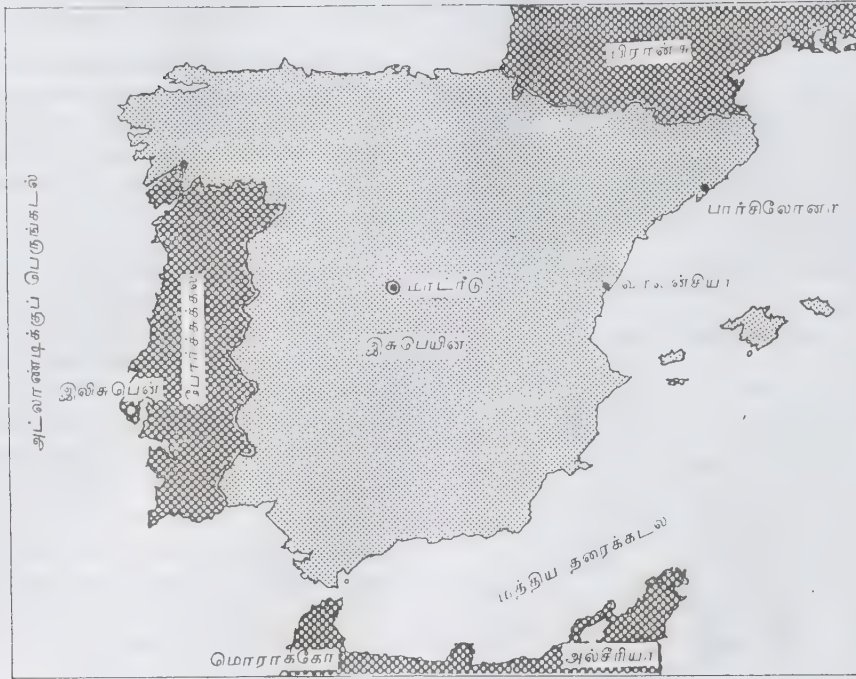 பிரான்சு
பார்சிலோனா
அட்லாண்டிக்குப் பெருங்கடல்
மாட்ரீடு
வாலன்சியா
போர்ச்சுக்கல்
இசுபெயின்
இலிசுபென்
மத்திய தரைக்கடல்
மொராக்கோ
அல்சீரியா